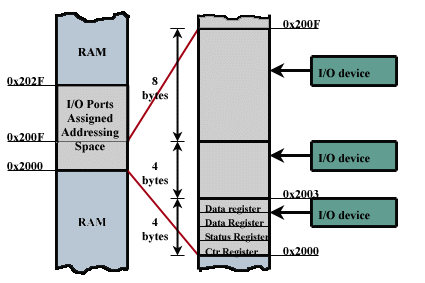 RAM
0x202F
I/O Ports
Assigned
Addressing
Space
0x200F
0x2000
RAM
8
bytes
4
bytes
4
bytes
0x200F
I/O device
I/O device
0x2003
I/O device
Data register
Data Register
Status Register
Ctr Register
0x2000